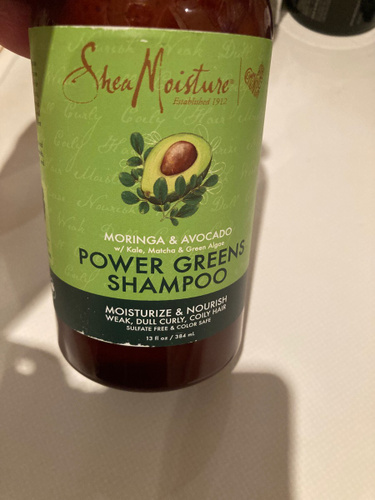 SheaMoisture
Established 1912
MORINGA & AVOCADO
w/ Kale, Matcha & Green Algae
POWER GREENS
SHAMPOO
MOISTURIZE & NOURISH
WEAK, DULL CURLY, COILY HAIR
SULFATE FREE & COLOR SAFE
13 fl oz / 384 mL